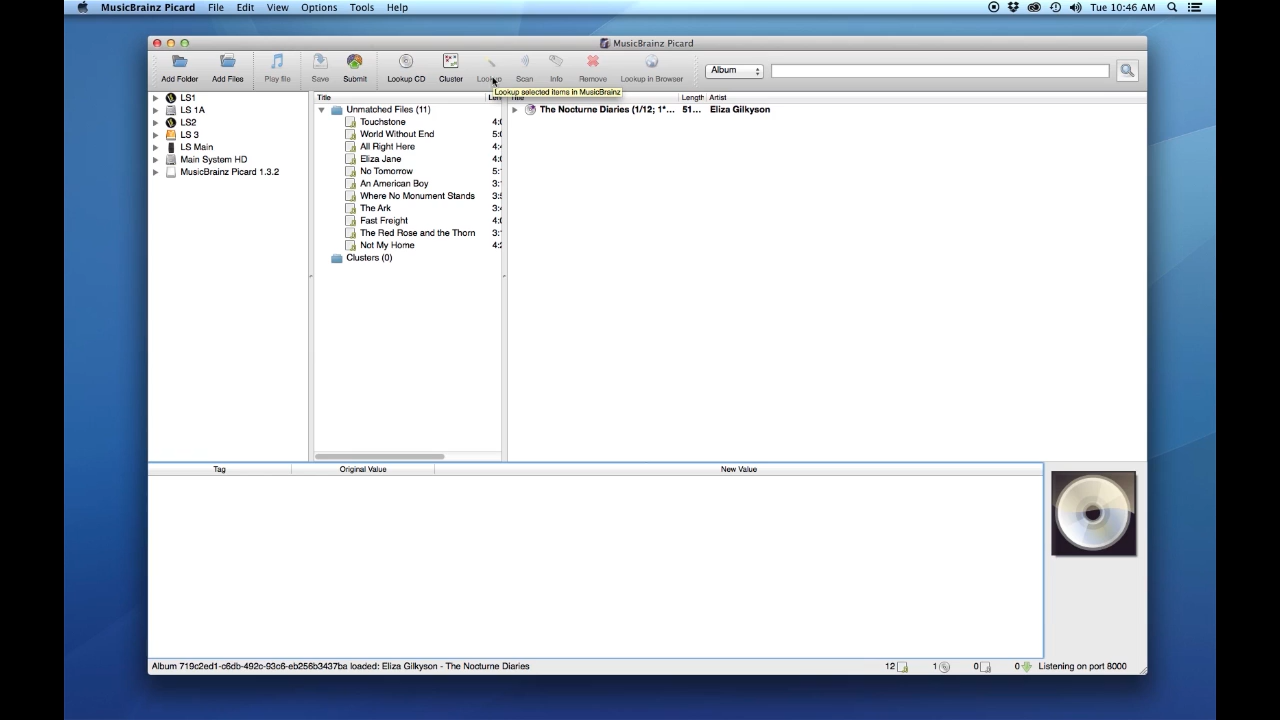 MusicBrainz Picard File Edit View Options Tools Help Tue 10:46 AM
MusicBrainz Picard
Add Folder Add Files Play file Save Submit Lookup CD Cluster Lookup Scan Info Remove Lookup in Browser Album
Lookup selected items in MusicBrainz
Title Title Length Artist
LS1
LS 1A
LS2
LS 3
LS Main
Main System HD
MusicBrainz Picard 1.3.2
Unmatched Files (11)
Touchstone
World Without End
All Right Here
Eliza Jane
No Tomorrow
An American Boy
Where No Monument Stands
The Ark
Fast Freight
The Red Rose and the Thorn
Not My Home
Clusters (0)
The Nocturne Diaries (1/12; 1*... 51... Eliza Gilkyson
Tag Original Value New Value
Album 719c2ed1-c6db-492c-93c6-eb256b3437ba loaded: Eliza Gilkyson - The Nocturne Diaries 12 1 0 0 Listening on port 8000